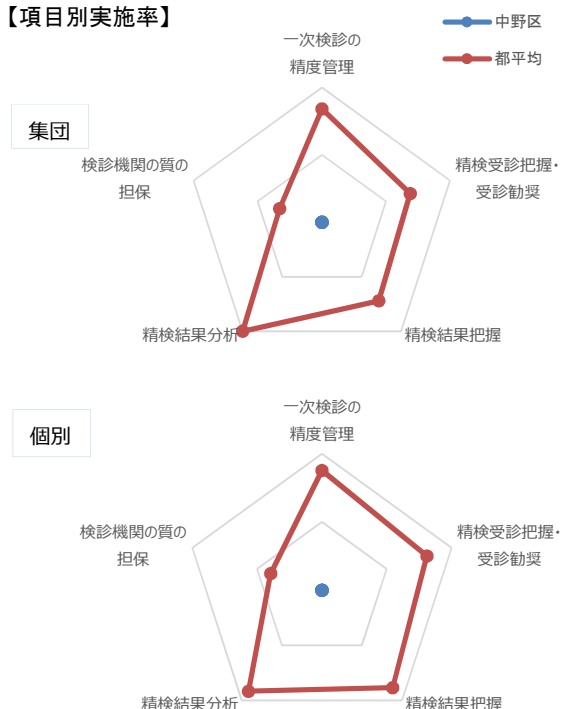 【項目別実施率】
中野区
都平均
集団
一次検診の
精度管理
精検受診把握・
受診勧奨
精検結果把握
精検結果分析
検診機関の質の
担保
個別
一次検診の
精度管理
精検受診把握・
受診勧奨
精検結果把握
精検結果分析
検診機関の質の
担保